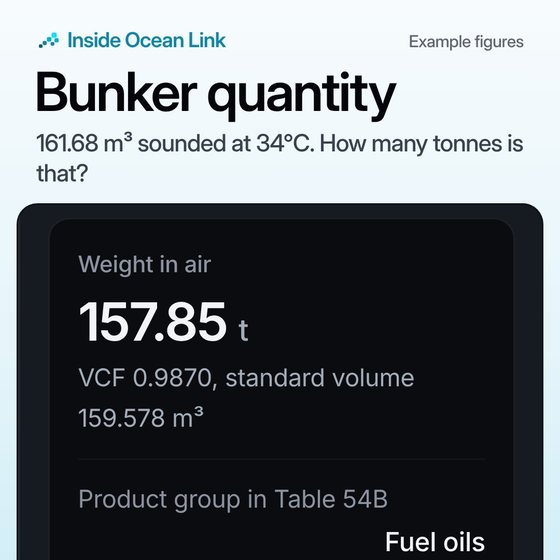 Inside Ocean Link
Example figures
Bunker quantity
161.68 m³ sounded at 34°C. How many tonnes is
that?
Weight in air
157.85 t
VCF 0.9870, standard volume
159.578 m³
Product group in Table 54B
Fuel oils